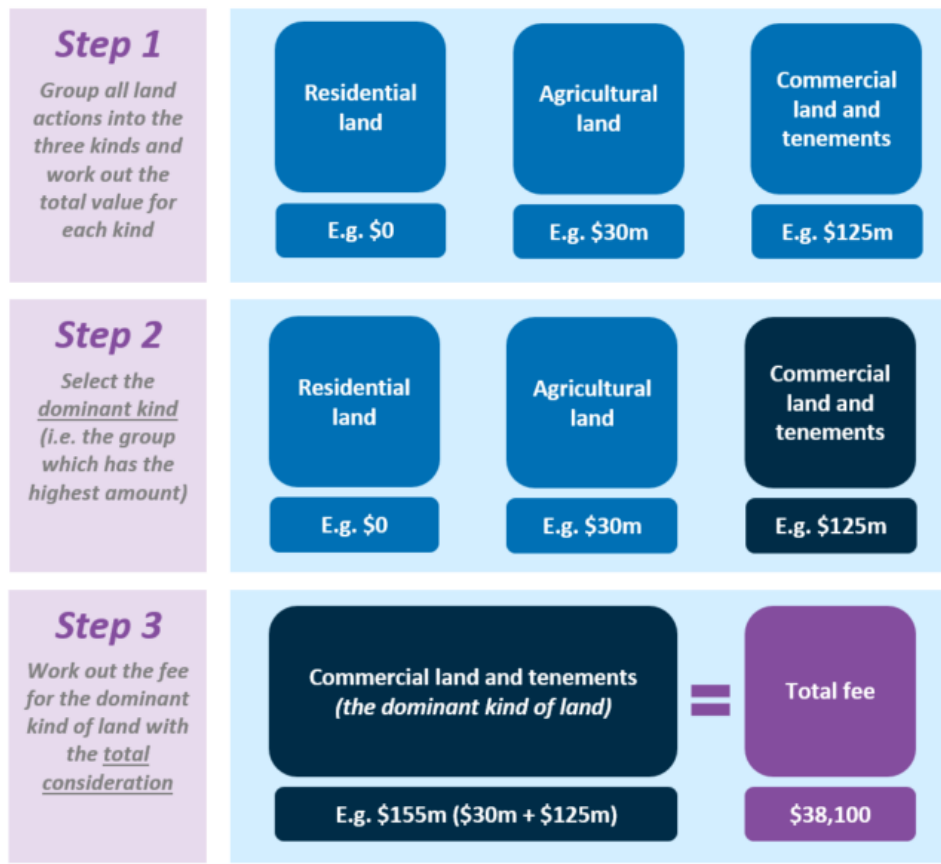 Step 1
Group all land
actions into the
three kinds and
work out the
total value for
each kind
Residential
land
E.g. $0
Agricultural
land
E.g. $30m
Commercial
land and
tenements
E.g. $125m
Step 2
Select the
dominant kind
(i.e. the group
which has the
highest amount)
Residential
land
E.g. $0
Agricultural
land
E.g. $30m
Commercial
land and
tenements
E.g. $125m
Step 3
Work out the fee
for the dominant
kind of land with
the total
consideration
Commercial land and tenements
(the dominant kind of land)
E.g. $155m ($30m + $125m)
=
Total fee
$38,100